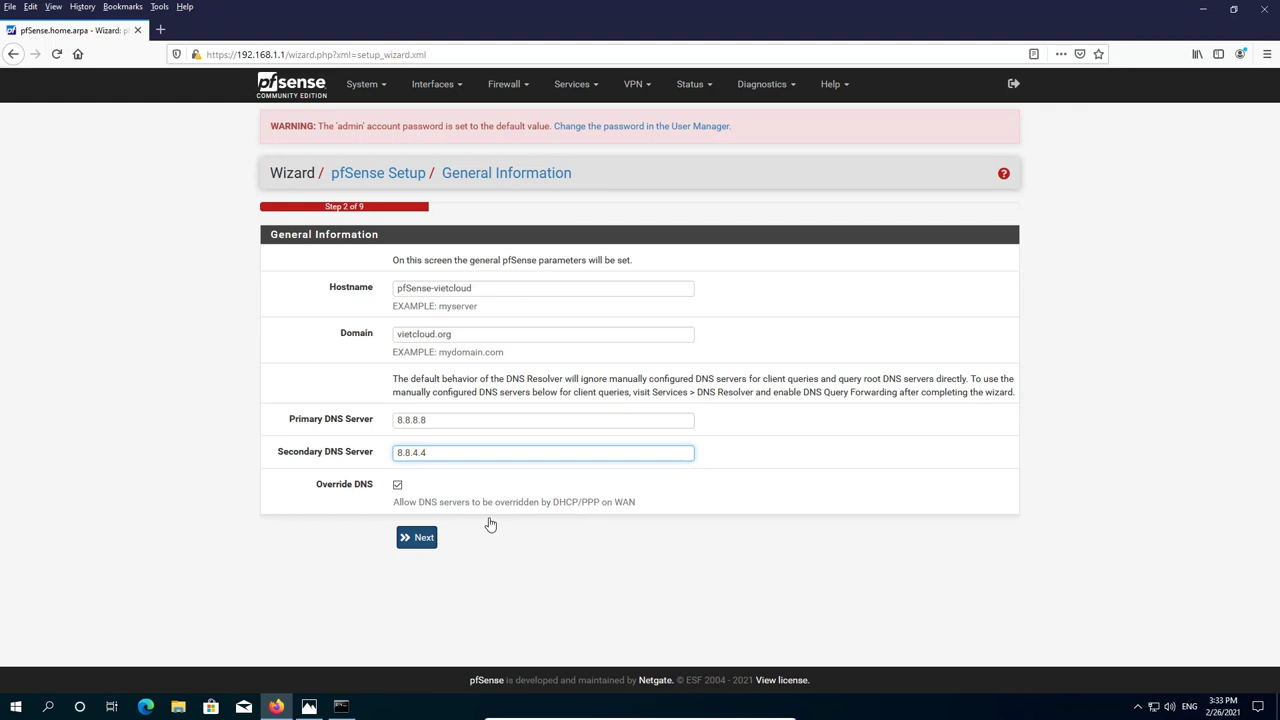 File Edit View History Bookmarks Tools Help
pfSense.home.arpa - Wizard: pf
https://192.168.1.1/wizard.php?xml=setup_wizard.xml
pfsense
COMMUNITY EDITION
System Interfaces Firewall Services VPN Status Diagnostics Help
WARNING: The 'admin' account password is set to the default value. Change the password in the User Manager.
Wizard / pfSense Setup / General Information
Step 2 of 9
General Information
On this screen the general pfSense parameters will be set.
Hostname pfSense-vietcloud
EXAMPLE: myserver
Domain vietcloud.org
EXAMPLE: mydomain.com
The default behavior of the DNS Resolver will ignore manually configured DNS servers for client queries and query root DNS servers directly. To use the
manually configured DNS servers below for client queries, visit Services > DNS Resolver and enable DNS Query Forwarding after completing the wizard.
Primary DNS Server 8.8.8.8
Secondary DNS Server 8.8.4.4
Override DNS
Allow DNS servers to be overridden by DHCP/PPP on WAN
Next
pfSense is developed and maintained by Netgate. © ESF 2004 - 2021 View license.
ENG
3:33 PM
2/26/2021